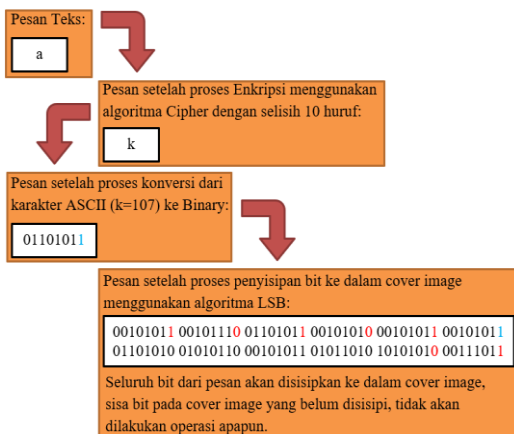 Pesan Teks:
a
Pesan setelah proses Enkripsi menggunakan
algoritma Cipher dengan selisih 10 huruf:
k
Pesan setelah proses konversi dari
karakter ASCII (k=107) ke Binary:
01101011
Pesan setelah proses penyisipan bit ke dalam cover image
menggunakan algoritma LSB:
00101011 00101110 01101011 00101010 00101011 00101011
01101010 01010110 00101011 01011010 10101010 00111011
Seluruh bit dari pesan akan disisipkan ke dalam cover image,
sisa bit pada cover image yang belum disisipi, tidak akan
dilakukan operasi apapun.